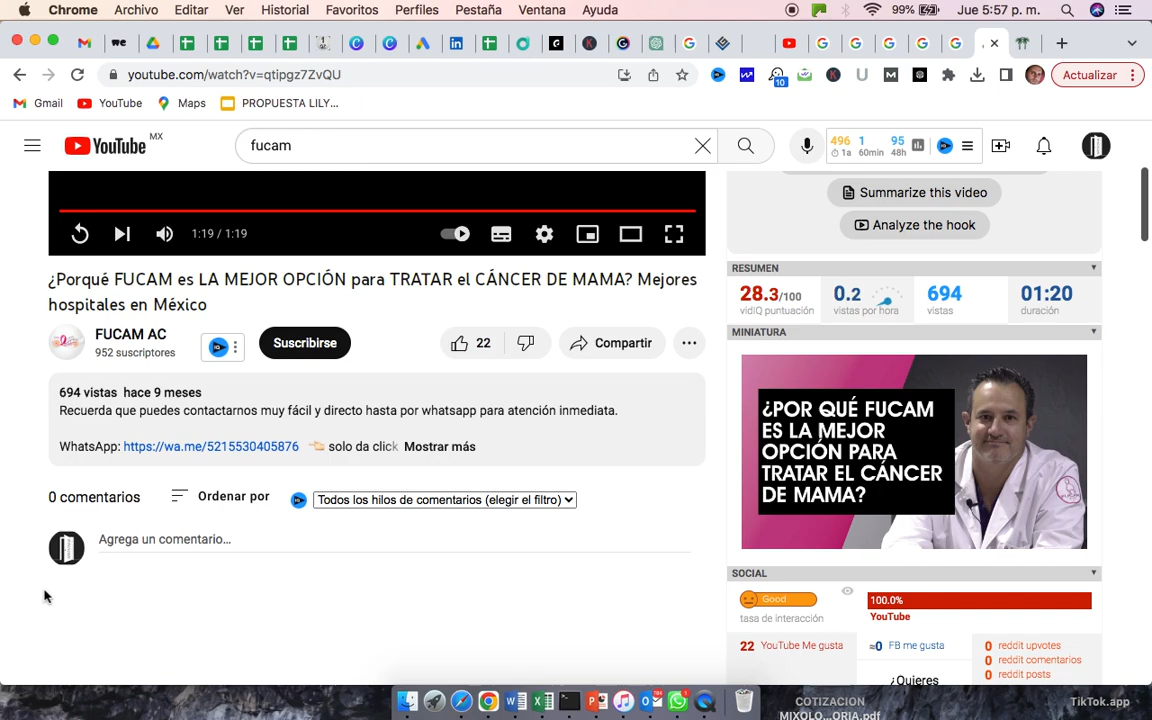 Chrome Archivo Editar Ver Historial Favoritos Perfiles Pestaña Ventana Ayuda 99% Jue 5:57 p. m.
youtube.com/watch?v=qtipgz7ZvQU 10 Actualizar
Gmail YouTube Maps PROPUESTA LILY...
YouTube MX fucam 496 1a 1 60min 95 48h
Summarize this video
Analyze the hook
1:19 / 1:19
¿Porqué FUCAM es LA MEJOR OPCIÓN para TRATAR el CÁNCER DE MAMA? Mejores
hospitales en México
FUCAM AC
952 suscriptores
Suscribirse 22 Compartir
694 vistas hace 9 meses
Recuerda que puedes contactarnos muy fácil y directo hasta por whatsapp para atención inmediata.
WhatsApp: https://wa.me/5215530405876 solo da click Mostrar más
0 comentarios Ordenar por Todos los hilos de comentarios (elegir el filtro)
Agrega un comentario...
RESUMEN
28.3/100 0.2 694 01:20
vidIQ puntuación vistas por hora vistas duración
MINIATURA
¿POR QUÉ FUCAM
ES LA MEJOR
OPCIÓN PARA
TRATAR EL CÁNCER
DE MAMA?
SOCIAL
Good 100.0%
tasa de interacción YouTube
22 YouTube Me gusta ≈0 FB me gusta 0 reddit upvotes
0 reddit comentarios
0 reddit posts
¿Quieres
COTIZACION
MIXOLO...ORIA.pdf
TikTok.app